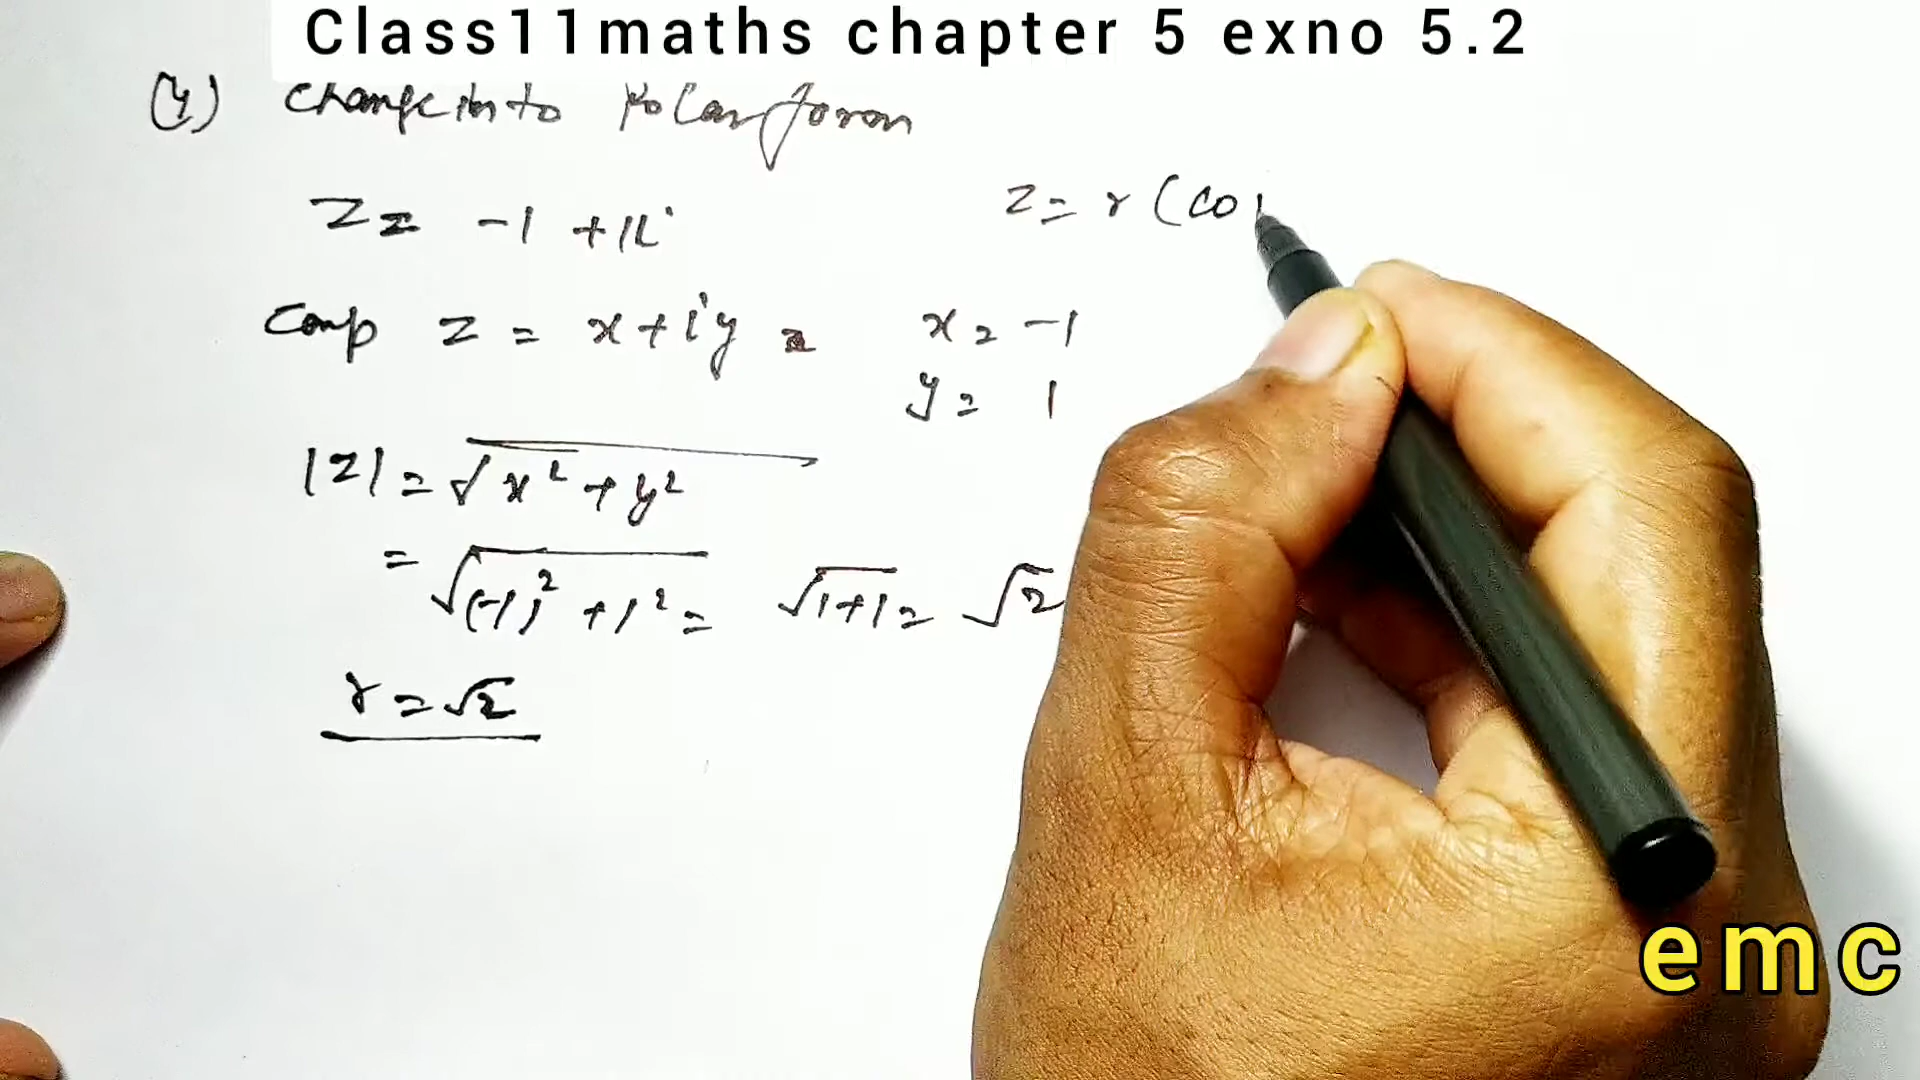 Class11maths chapter 5 exno 5.2
(4) Change into Polar form
Z = -1 + 1i
Comp Z = x + iy
x = -1
y = 1
|Z| = √x² + y²
= √(-1)² + 1² = √1+1 = √2
r = √2
Z = r (Co
emc